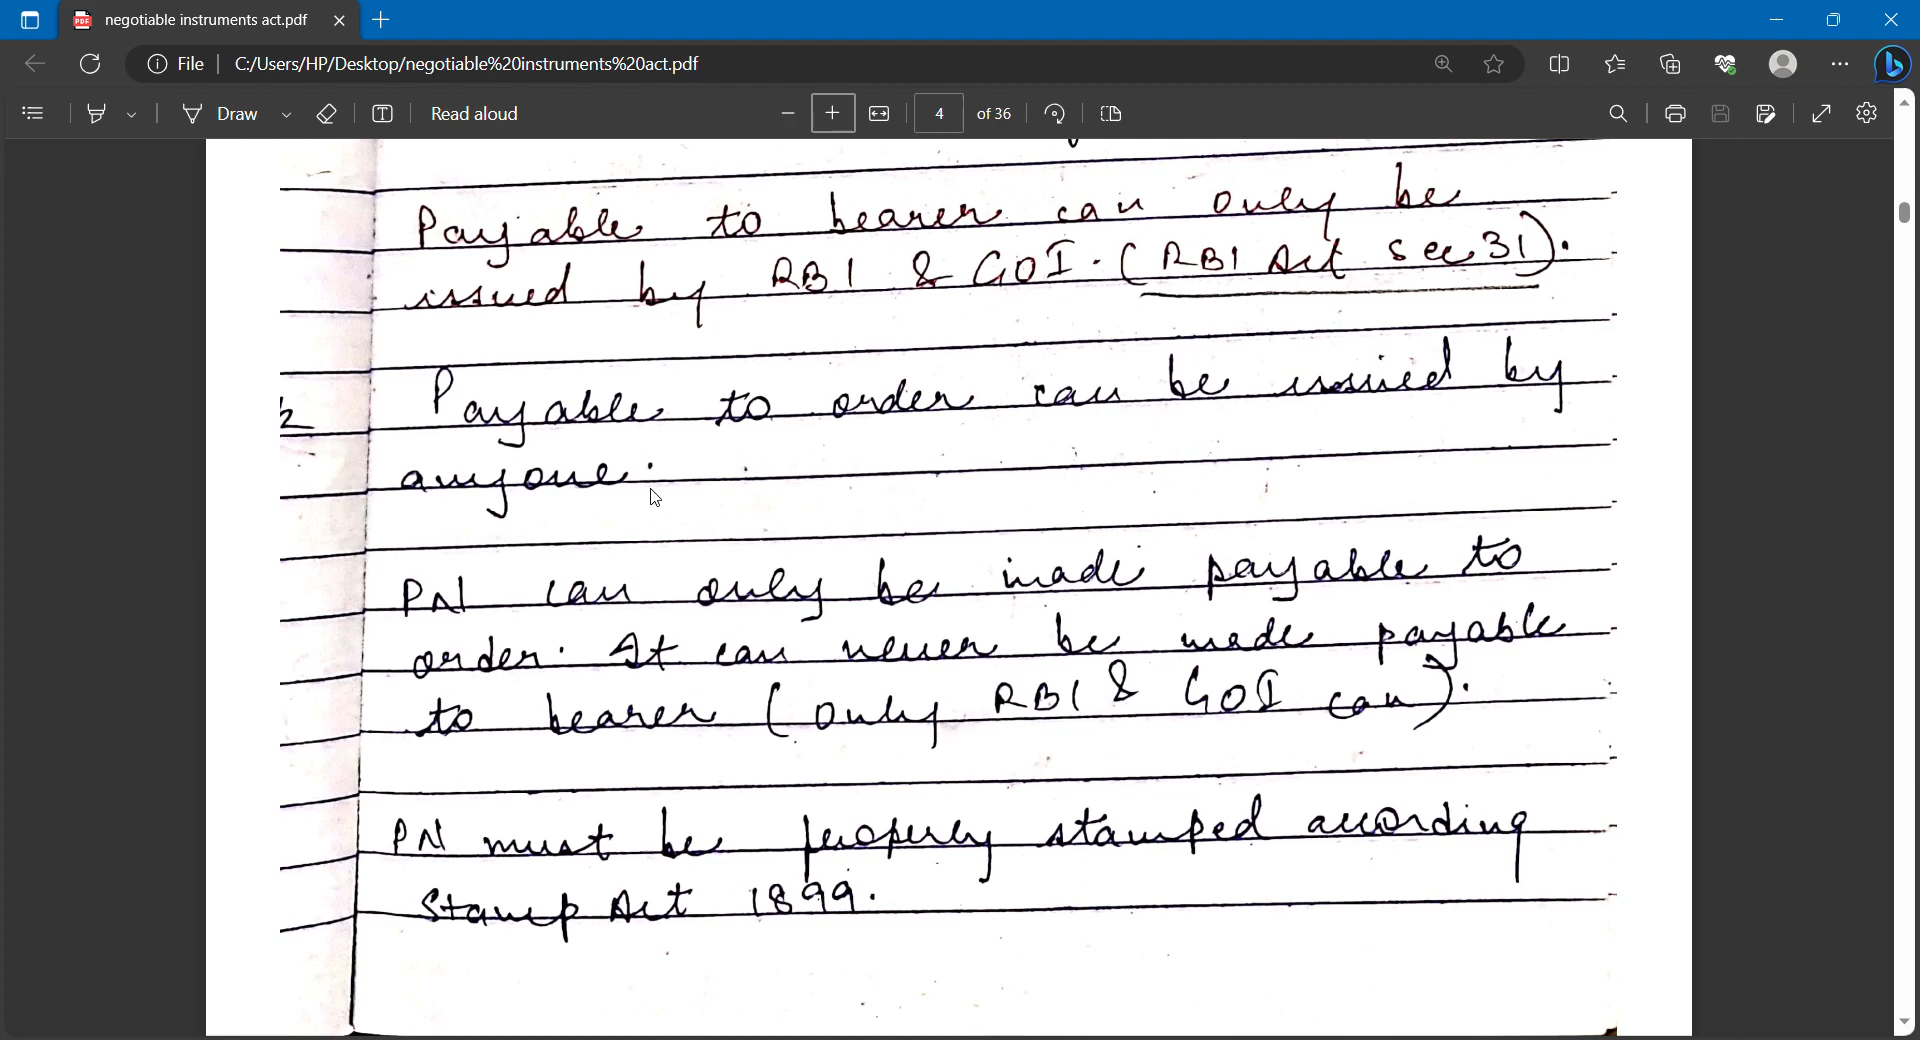 negotiable instruments act.pdf
File C:/Users/HP/Desktop/negotiable%20instruments%20act.pdf
Draw Read aloud 4 of 36
Payable to bearer can only be
issued by RBI & GOI. (RBI Act sec 31).
Payable to order can be issued by
anyone.
PN can only be made payable to
order. It can never be made payable
to bearer (only RBI & GOI can).
PN must be properly stamped according
Stamp Act 1899.